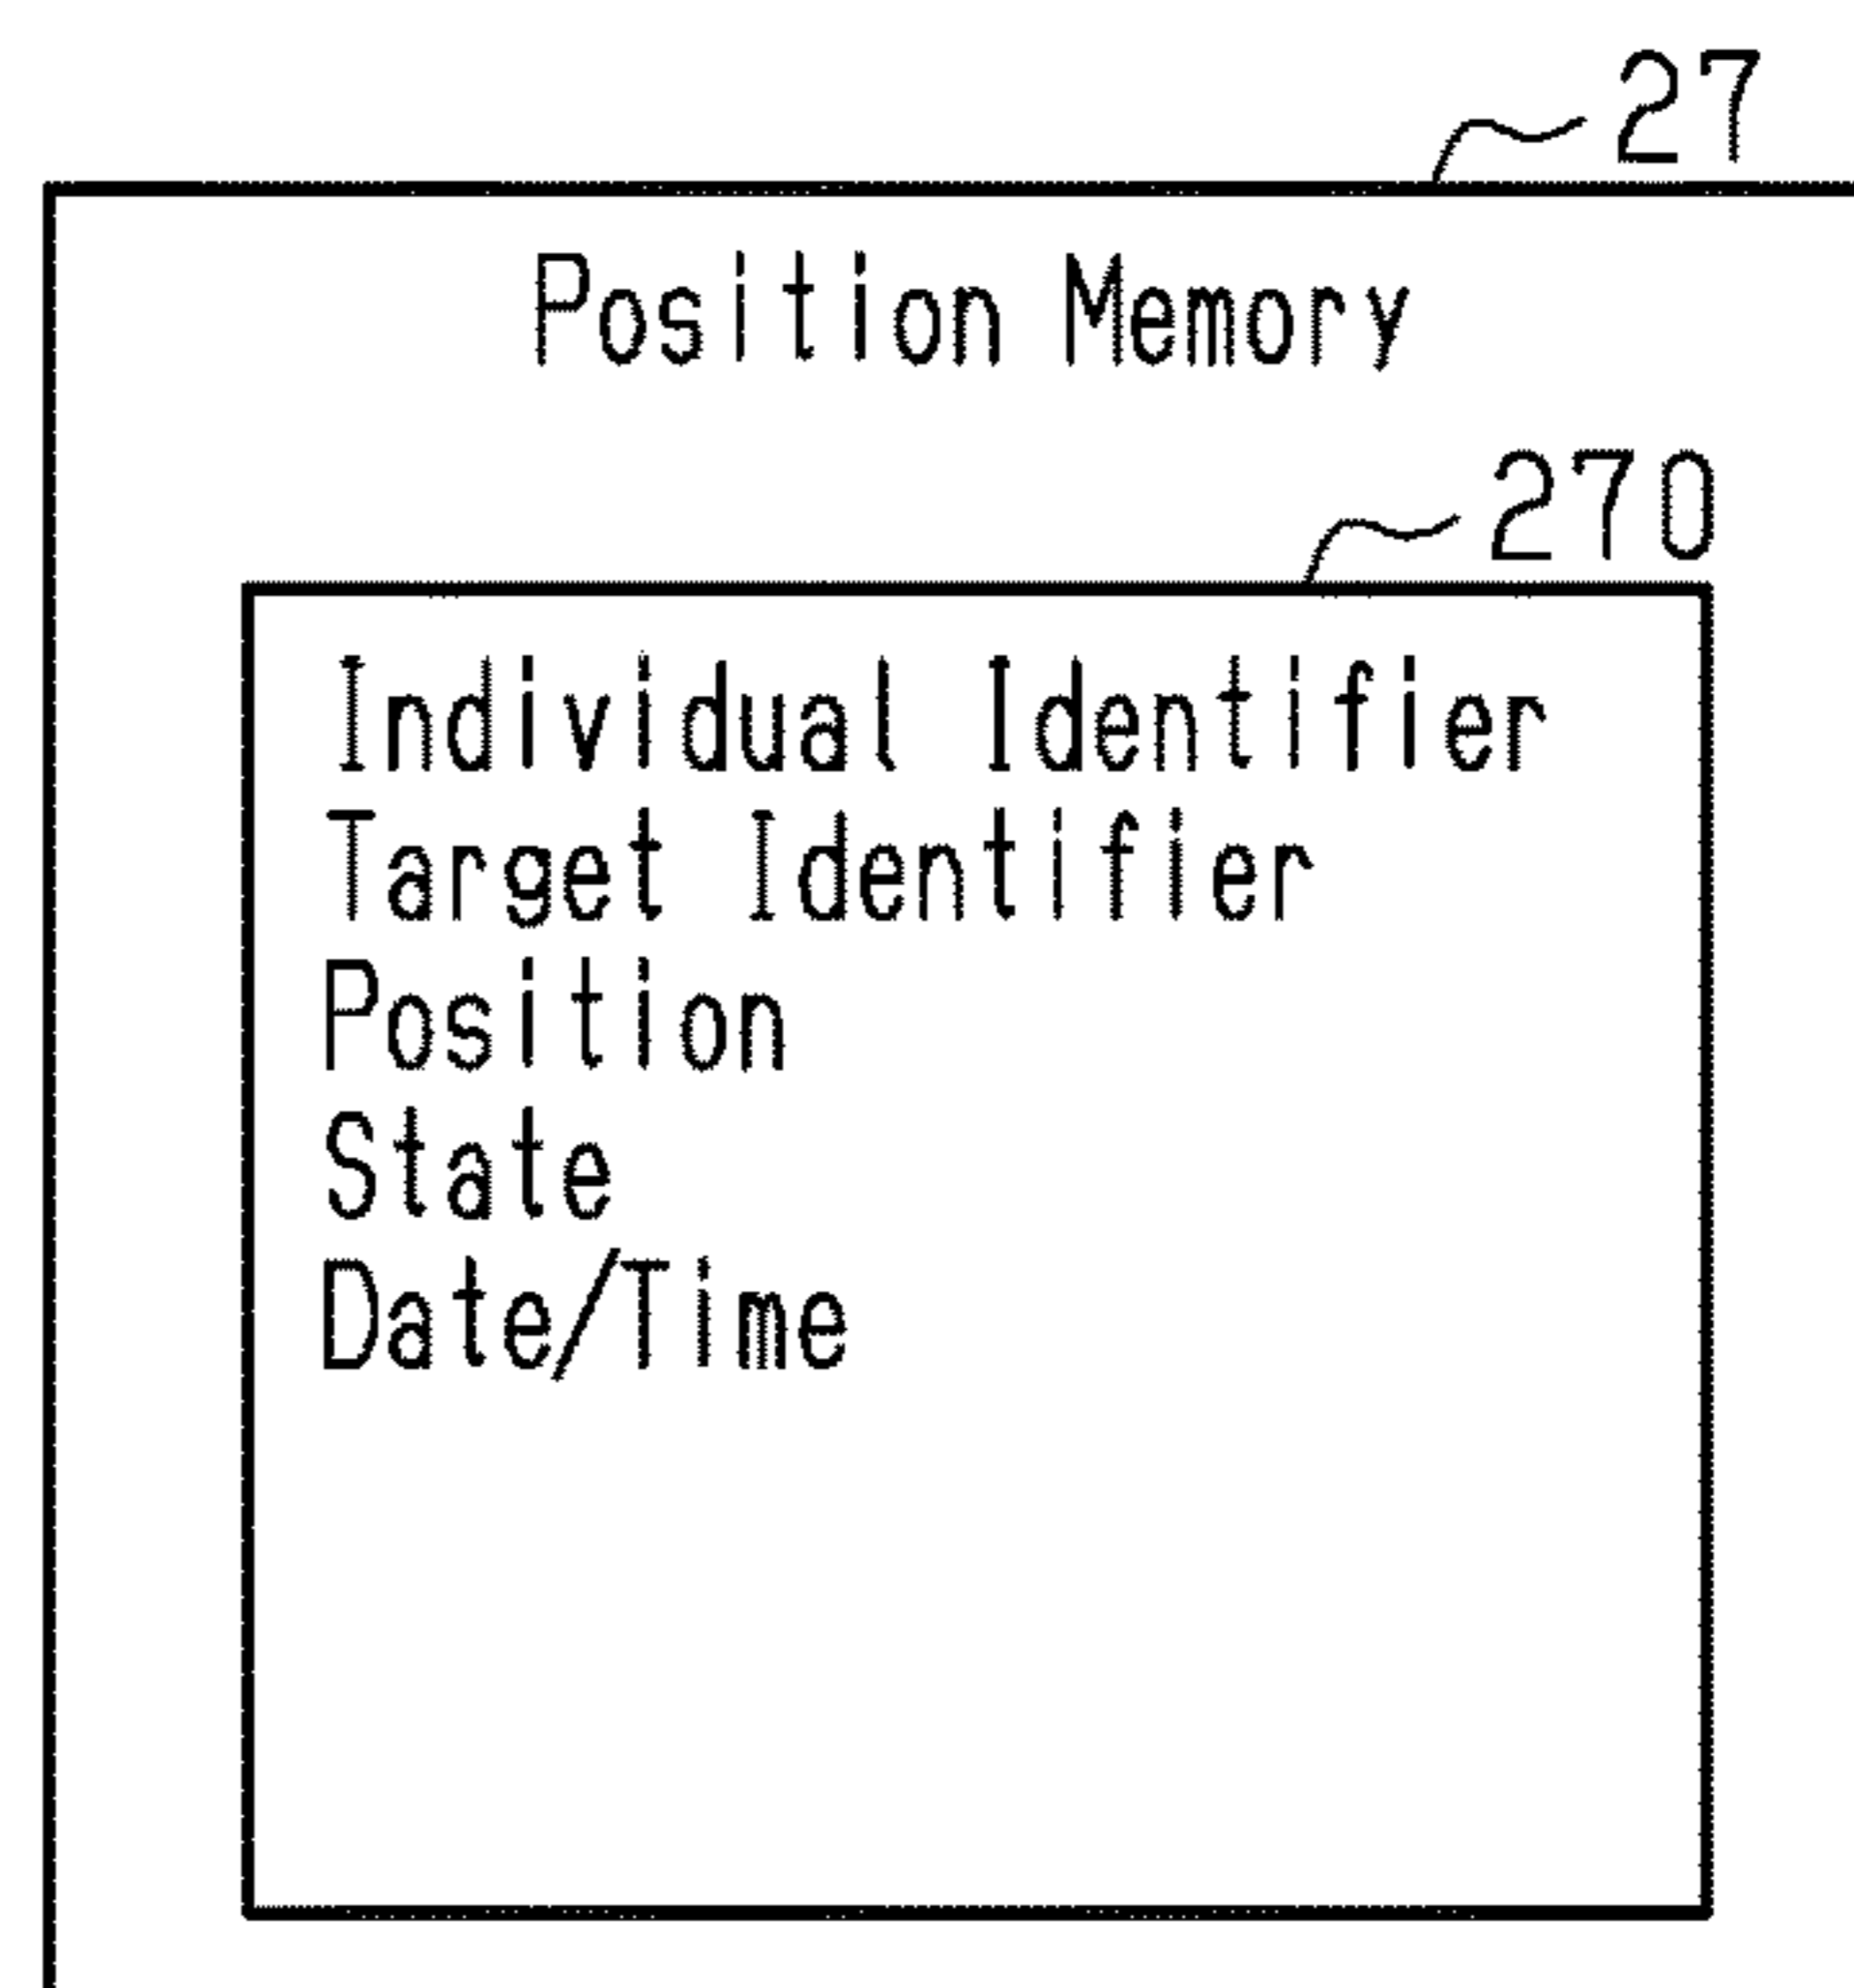 27
Position Memory
270
Individual Identifier
Target Identifier
Position
State
Date/Time